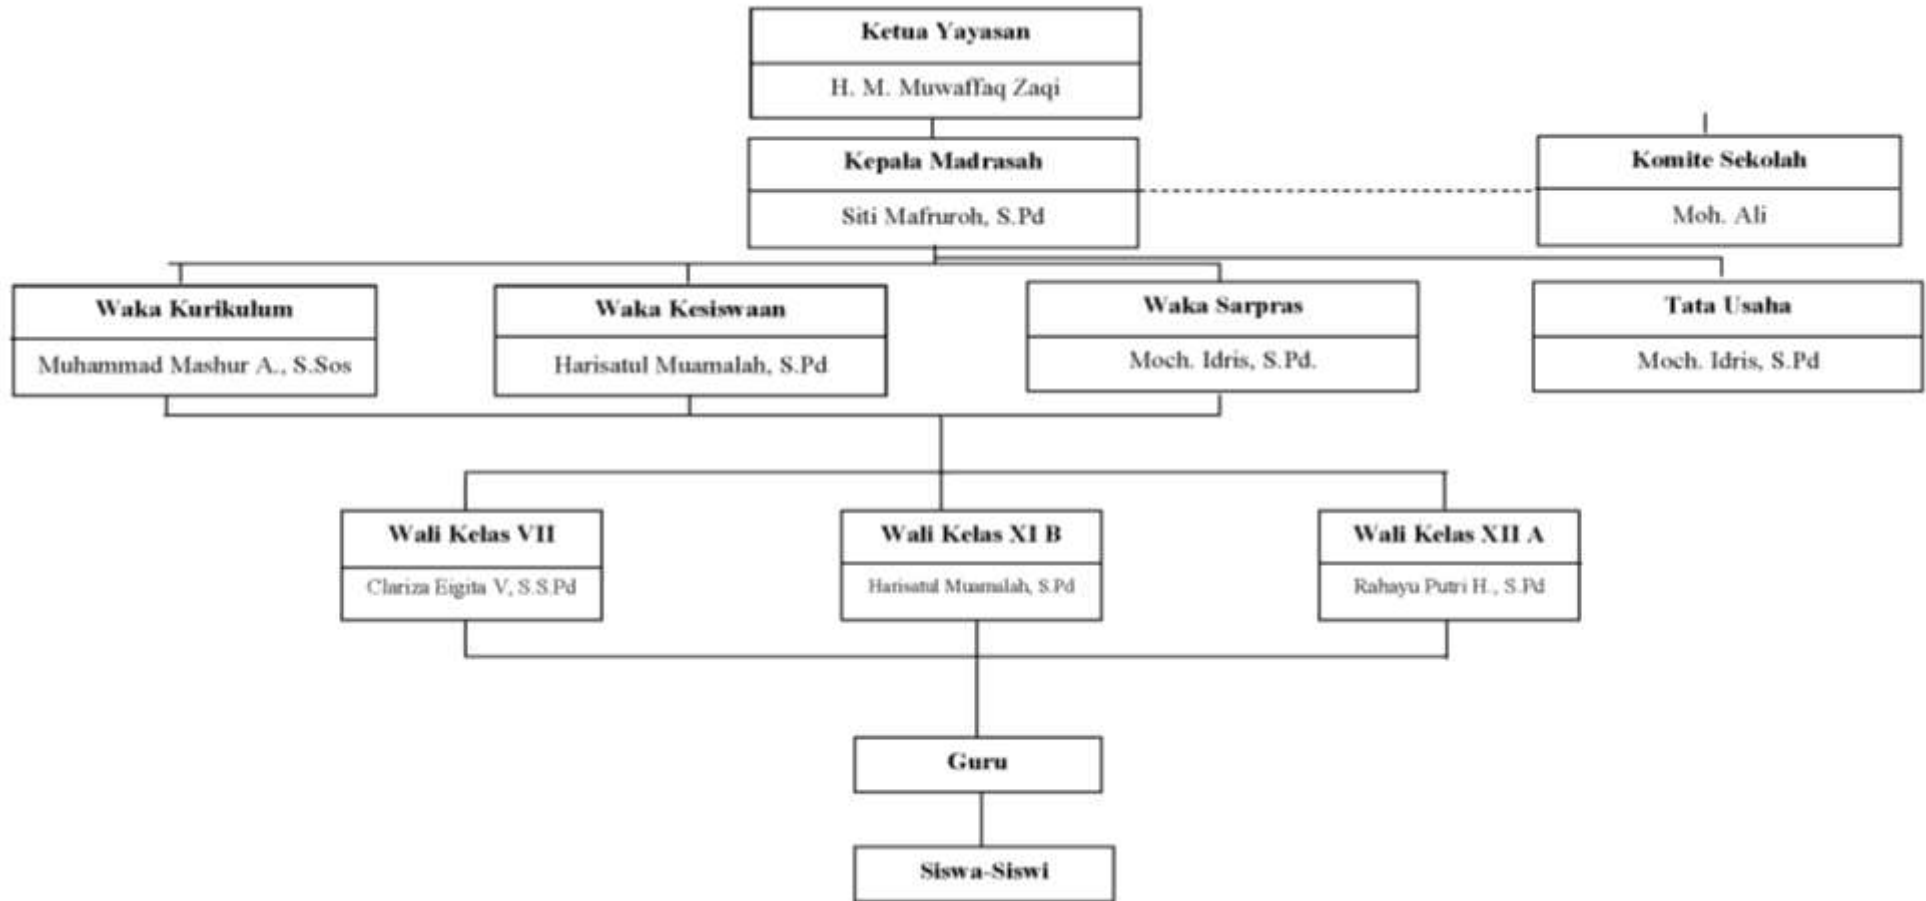 Ketua Yayasan
H. M. Muwaffaq Zaqi
Kepala Madrasah
Siti Mafruroh, S.Pd
Komite Sekolah
Moh. Ali
Waka Kurikulum
Muhammad Mashur A., S.Sos
Waka Kesiswaan
Harisatul Muamalah, S.Pd
Waka Sarpras
Moch. Idris, S.Pd.
Tata Usaha
Moch. Idris, S.Pd
Wali Kelas VII
Clariza Eigita V, S.S.Pd
Wali Kelas XI B
Harisatul Muamalah, S.Pd
Wali Kelas XII A
Rahayu Putri H., S.Pd
Guru
Siswa-Siswi